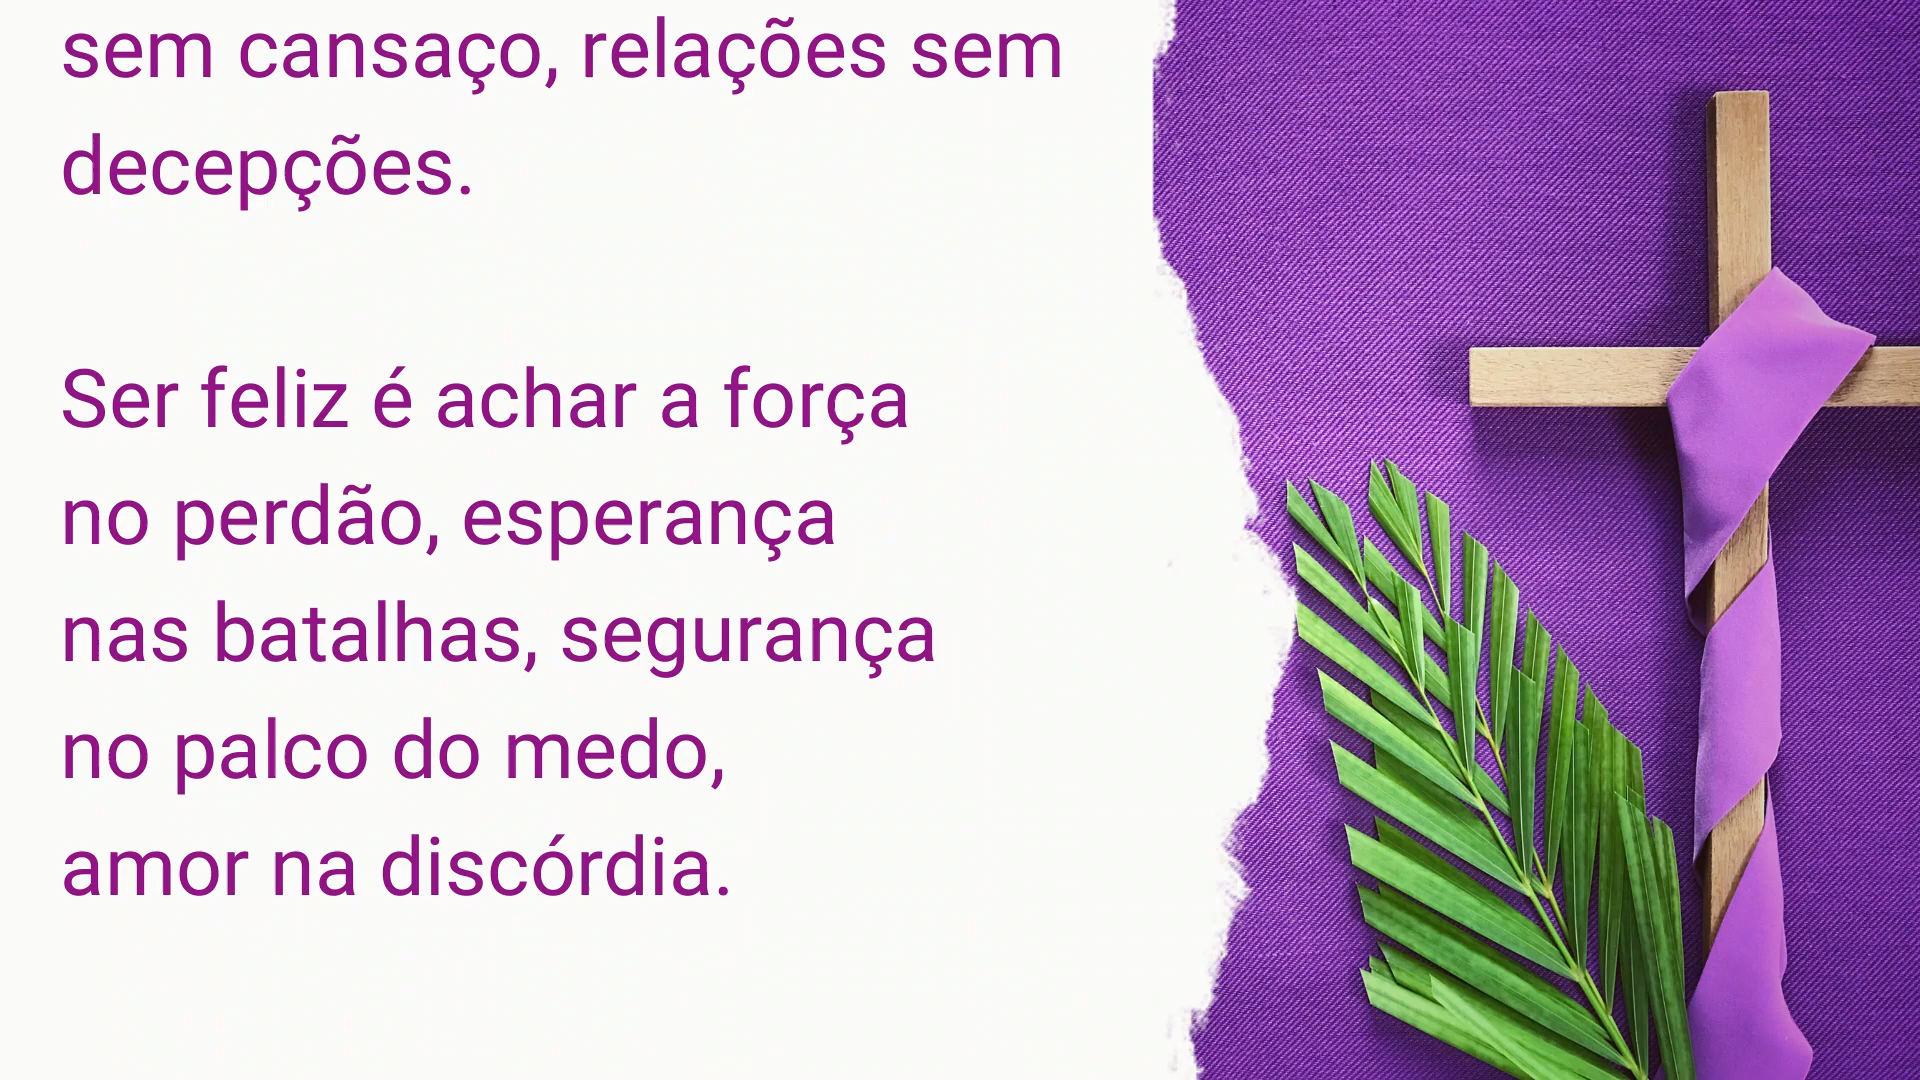 sem cansaço, relações sem
decepções.
Ser feliz é achar a força
no perdão, esperança
nas batalhas, segurança
no palco do medo,
amor na discórdia.